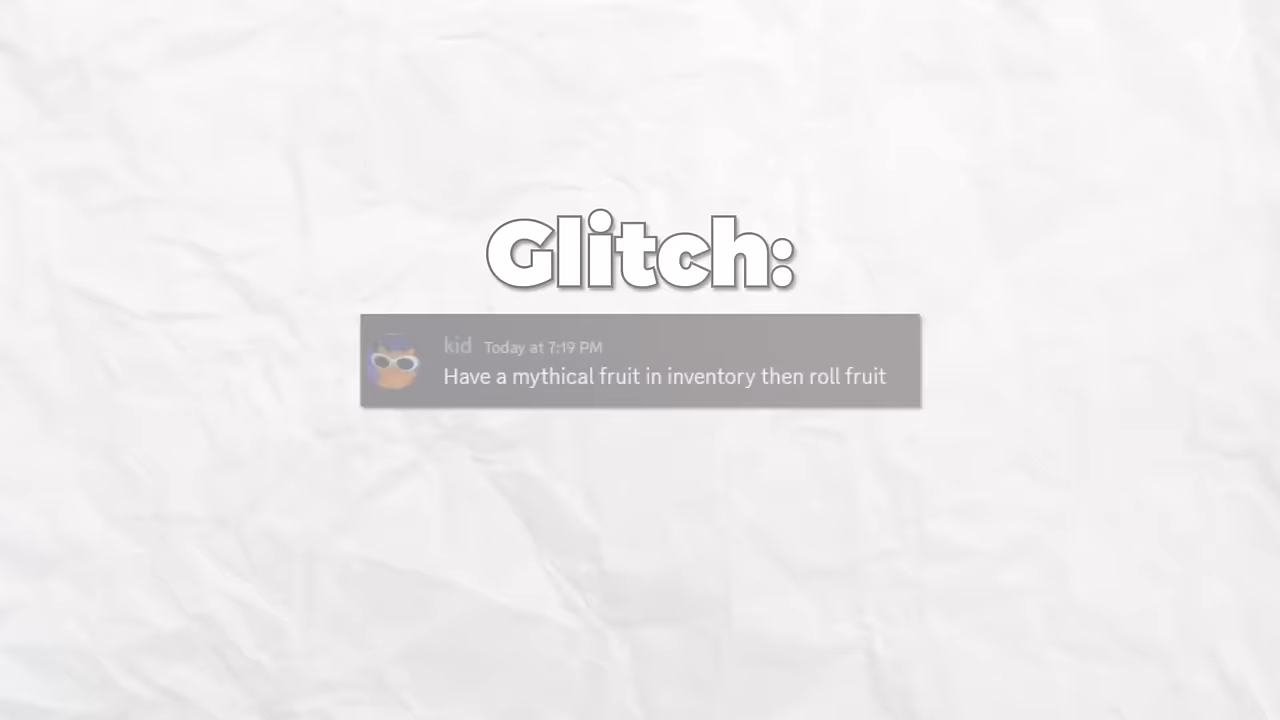 Glitch:
kid Today at 7:19 PM
Have a mythical fruit in inventory then roll fruit